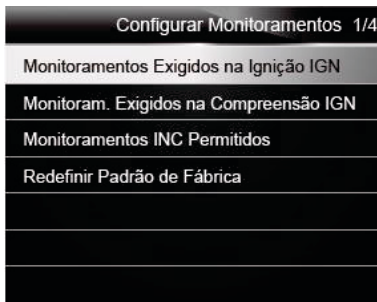 Configurar Monitoramentos 1/4
Monitoramentos Exigidos na Ignição IGN
Monitoram. Exigidos na Compreensão IGN
Monitoramentos INC Permitidos
Redefinir Padrão de Fábrica